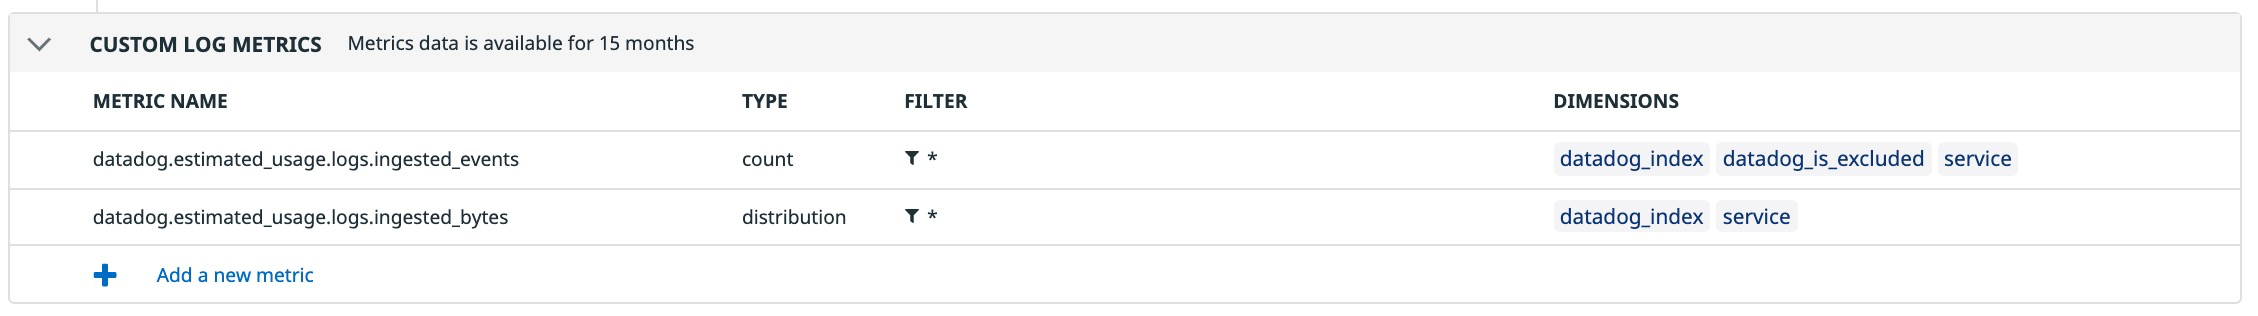 CUSTOM LOG METRICS Metrics data is available for 15 months
METRIC NAME TYPE FILTER DIMENSIONS
datadog.estimated_usage.logs.ingested_events count * datadog_index datadog_is_excluded service
datadog.estimated_usage.logs.ingested_bytes distribution * datadog_index service
Add a new metric